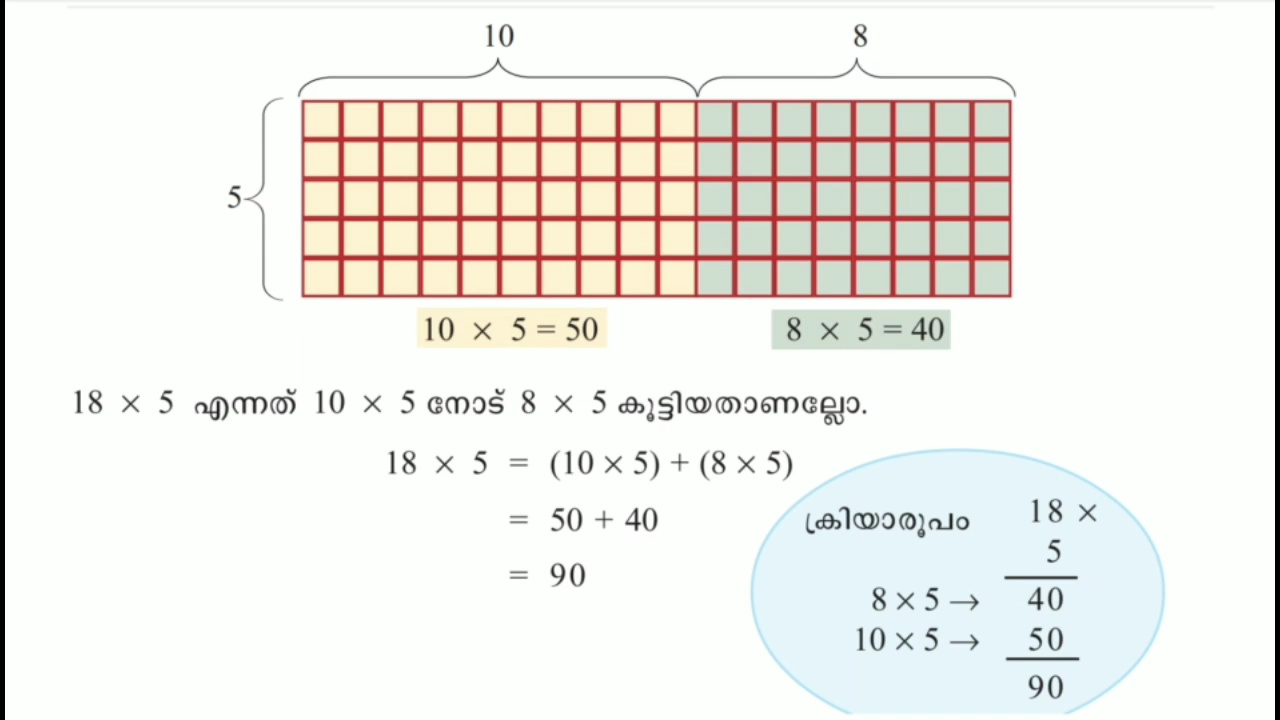 10 8
5
10 × 5 = 50 8 × 5 = 40
18 × 5 എന്നത് 10 × 5 നോട് 8 × 5 കൂട്ടിയതാണല്ലോ.
18 × 5 = (10 × 5) + (8 × 5)
= 50 + 40
= 90
ക്രിയാരൂപം 18 ×
5
8 × 5 → 40
10 × 5 → 50
90